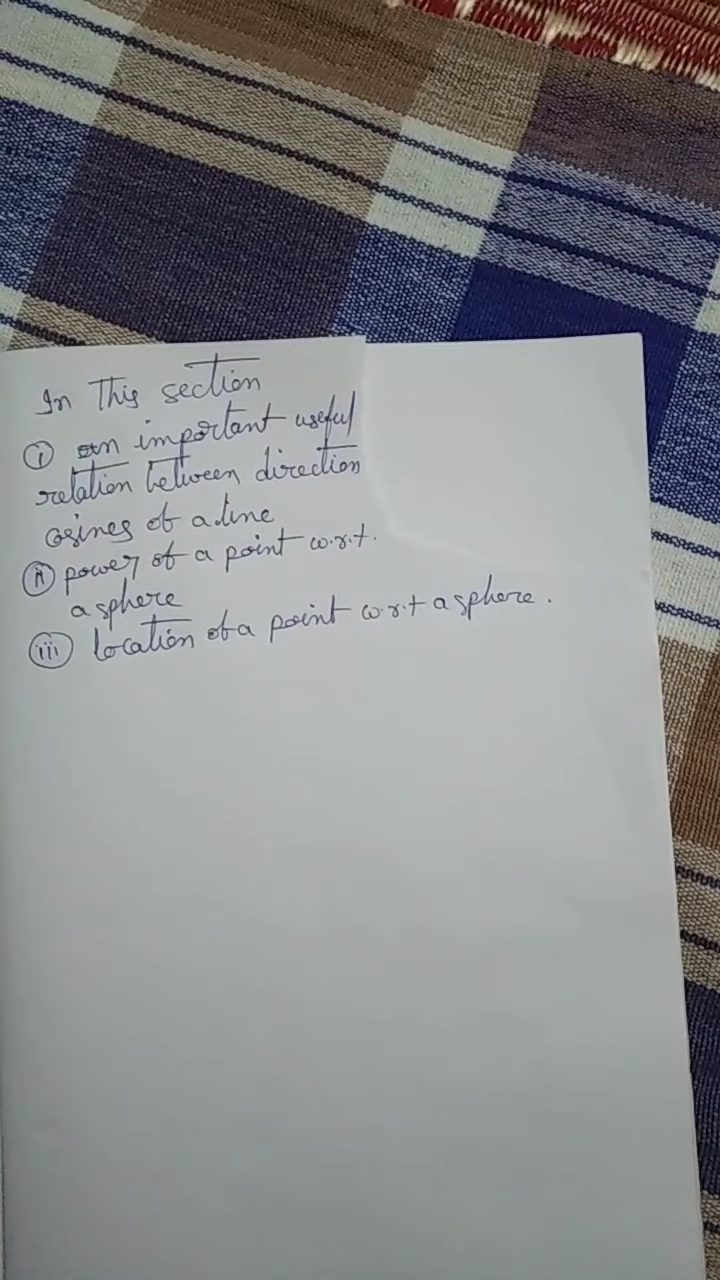 In This section
(i) an important useful
relation between direction
cosines of a line
(ii) power of a point w.r.t.
a sphere
(iii) location of a point w.r.t a sphere.